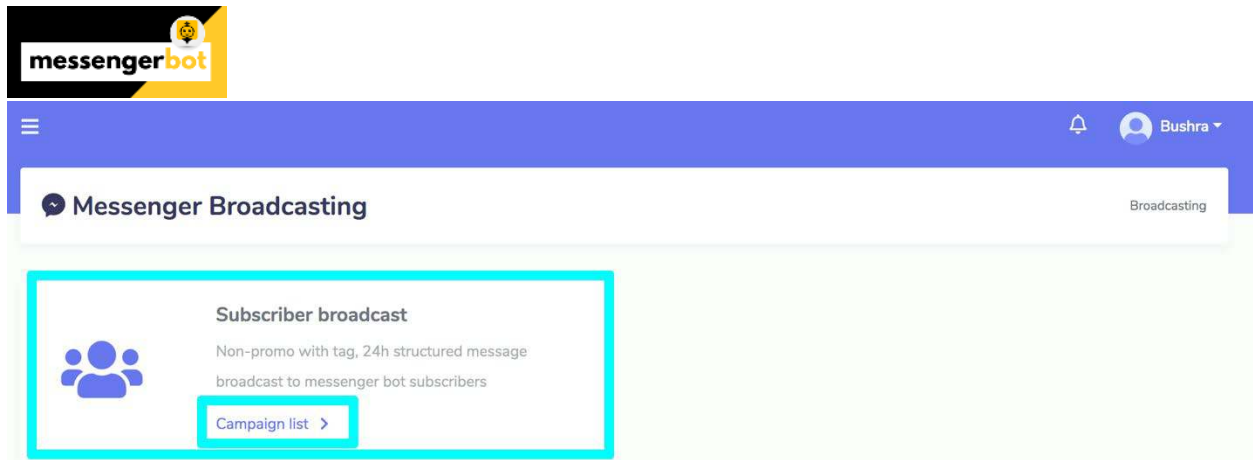 messengerbot
Bushra
Messenger Broadcasting
Broadcasting
Subscriber broadcast
Non-promo with tag, 24h structured message
broadcast to messenger bot subscribers
Campaign list